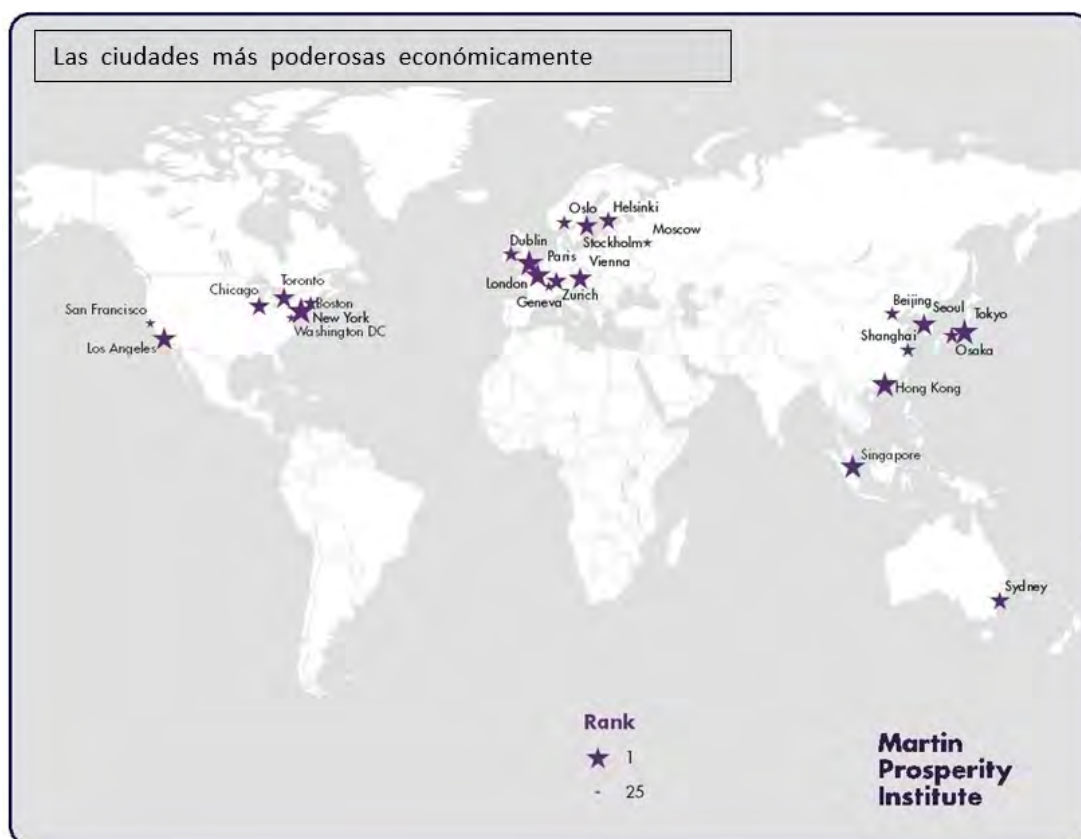 Las ciudades más poderosas económicamente
Oslo
Helsinki
Stockholm
Moscow
Dublin
Paris
Vienna
London
Geneva
Zurich
Toronto
Chicago
Boston
New York
Washington DC
San Francisco
Los Angeles
Beijing
Seoul
Tokyo
Shanghai
Osaka
Hong Kong
Singapore
Sydney
Rank
1
- 25
Martin
Prosperity
Institute